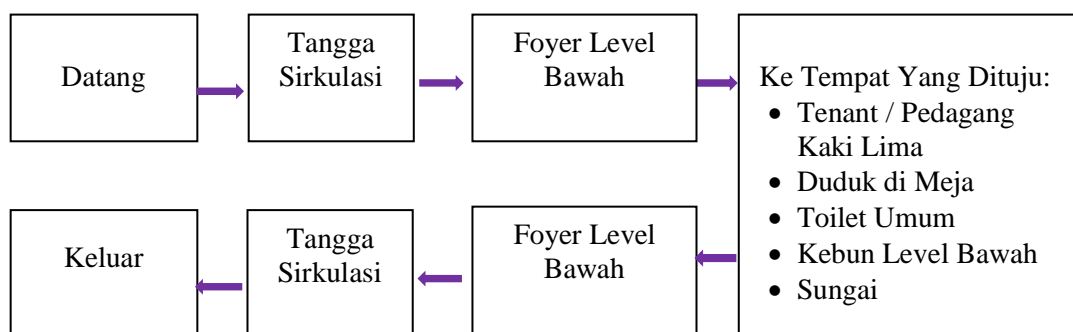 Datang
Tangga
Sirkulasi
Foyer Level
Bawah
Ke Tempat Yang Dituju:
• Tenant / Pedagang
Kaki Lima
• Duduk di Meja
• Toilet Umum
• Kebun Level Bawah
• Sungai
Foyer Level
Bawah
Tangga
Sirkulasi
Keluar